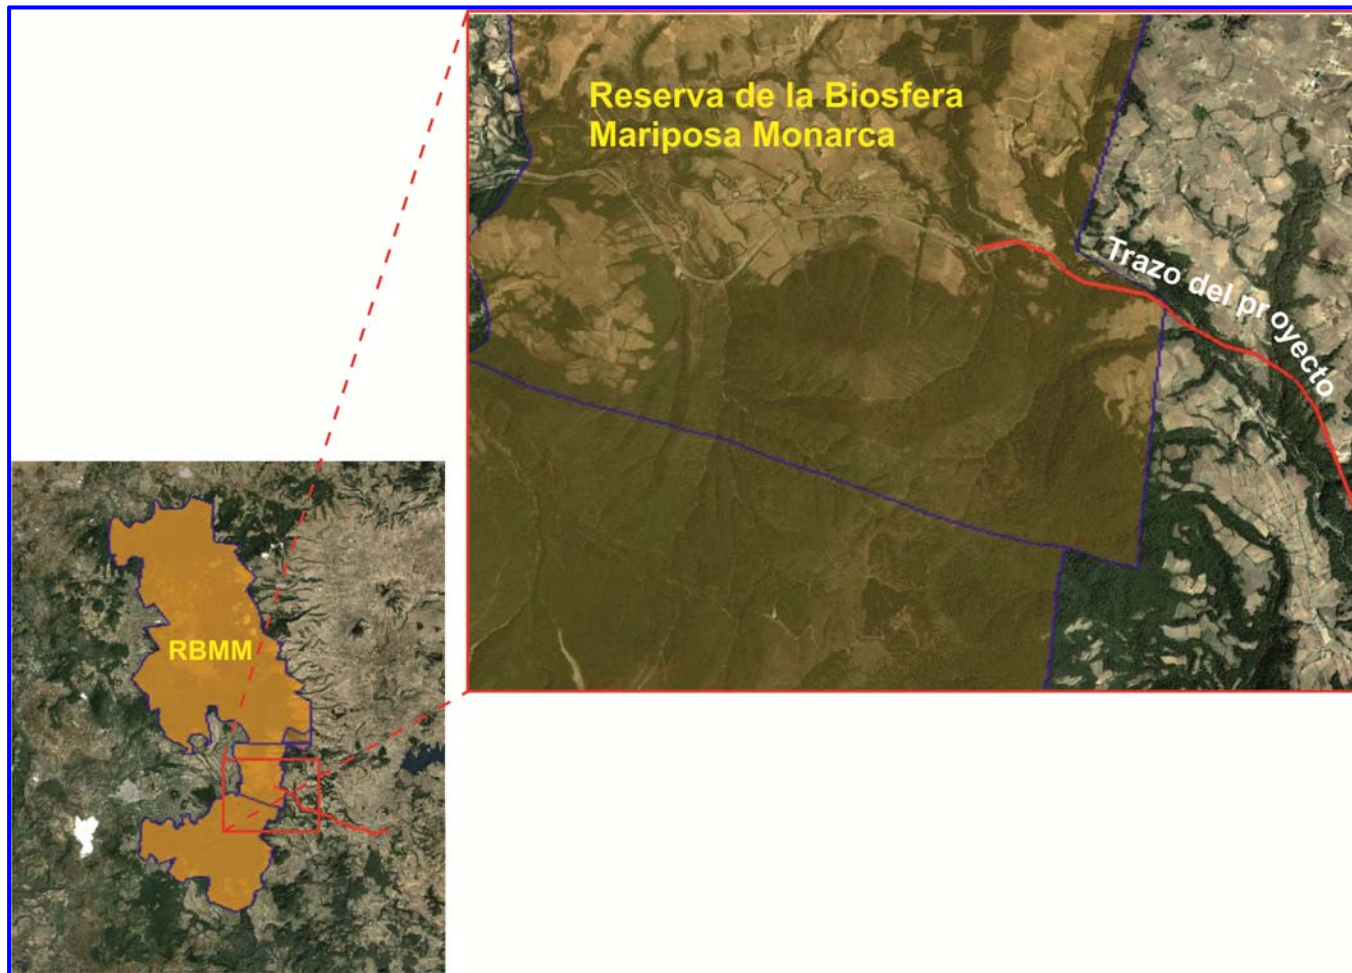 Reserva de la Biosfera
Mariposa Monarca
Trazo del proyecto
RBMM